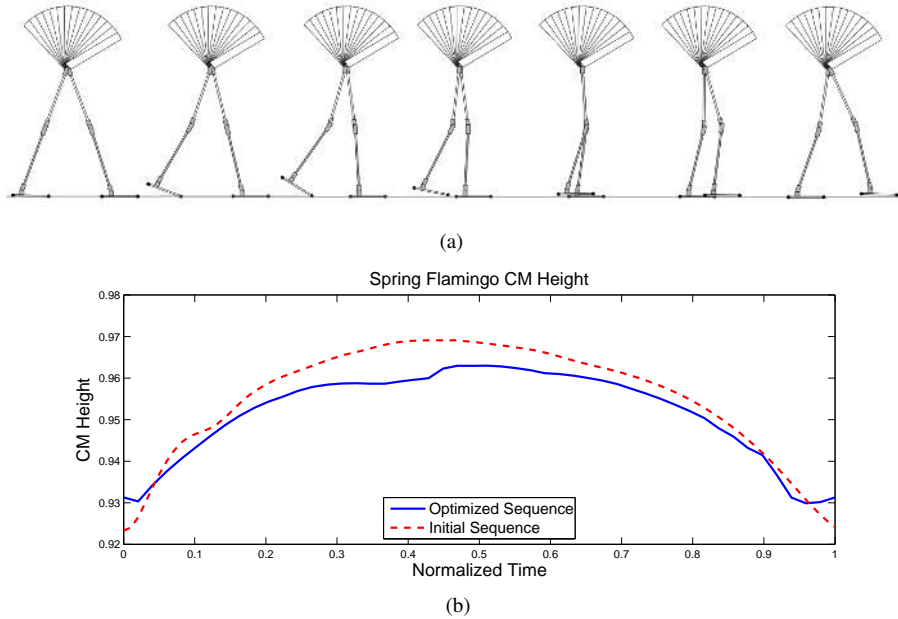 (a)
Spring Flamingo CM Height
0.98
0.97
0.96
0.95
0.94
0.93
0.92
CM Height
Optimized Sequence
Initial Sequence
0 0.1 0.2 0.3 0.4 0.5 0.6 0.7 0.8 0.9 1
Normalized Time
(b)